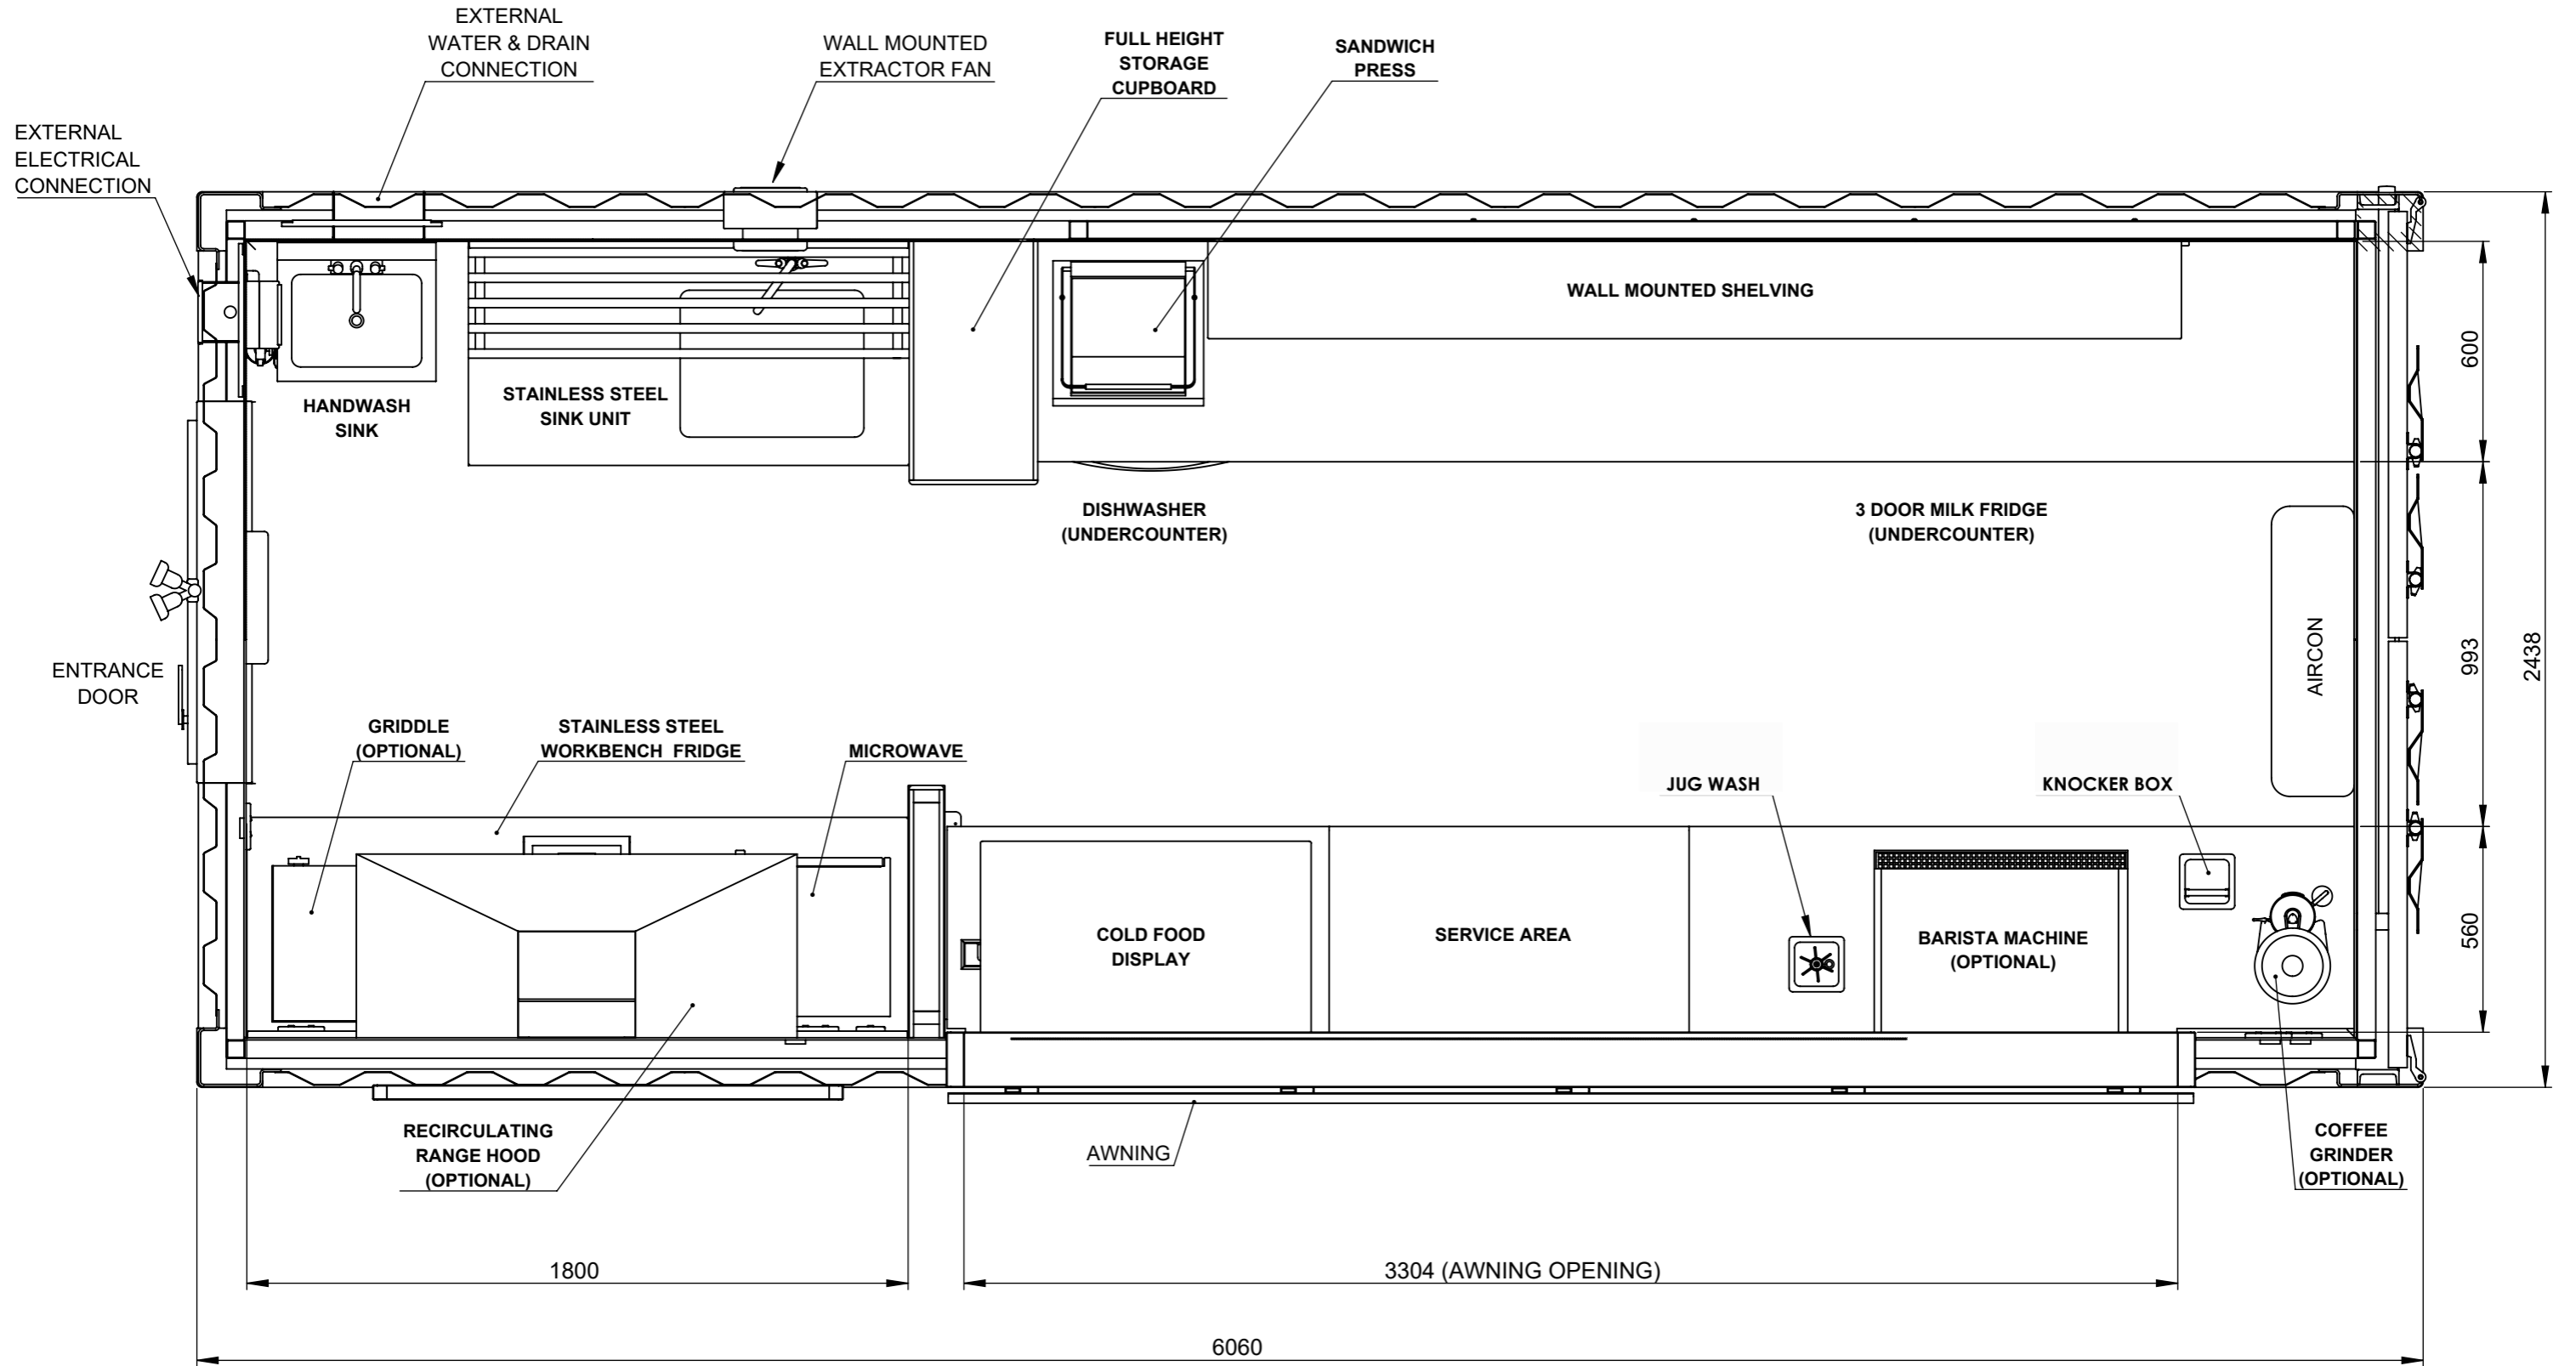 EXTERNAL
WATER & DRAIN
CONNECTION
WALL MOUNTED
EXTRACTOR FAN
FULL HEIGHT
STORAGE
CUPBOARD
SANDWICH
PRESS
EXTERNAL
ELECTRICAL
CONNECTION
WALL MOUNTED SHELVING
HANDWASH
SINK
STAINLESS STEEL
SINK UNIT
600
DISHWASHER
(UNDERCOUNTER)
3 DOOR MILK FRIDGE
(UNDERCOUNTER)
AIRCON
993
2438
ENTRANCE
DOOR
GRIDDLE
(OPTIONAL)
STAINLESS STEEL
WORKBENCH FRIDGE
MICROWAVE
JUG WASH
KNOCKER BOX
COLD FOOD
DISPLAY
SERVICE AREA
BARISTA MACHINE
(OPTIONAL)
560
RECIRCULATING
RANGE HOOD
(OPTIONAL)
AWNING
COFFEE
GRINDER
(OPTIONAL)
1800
3304 (AWNING OPENING)
6060